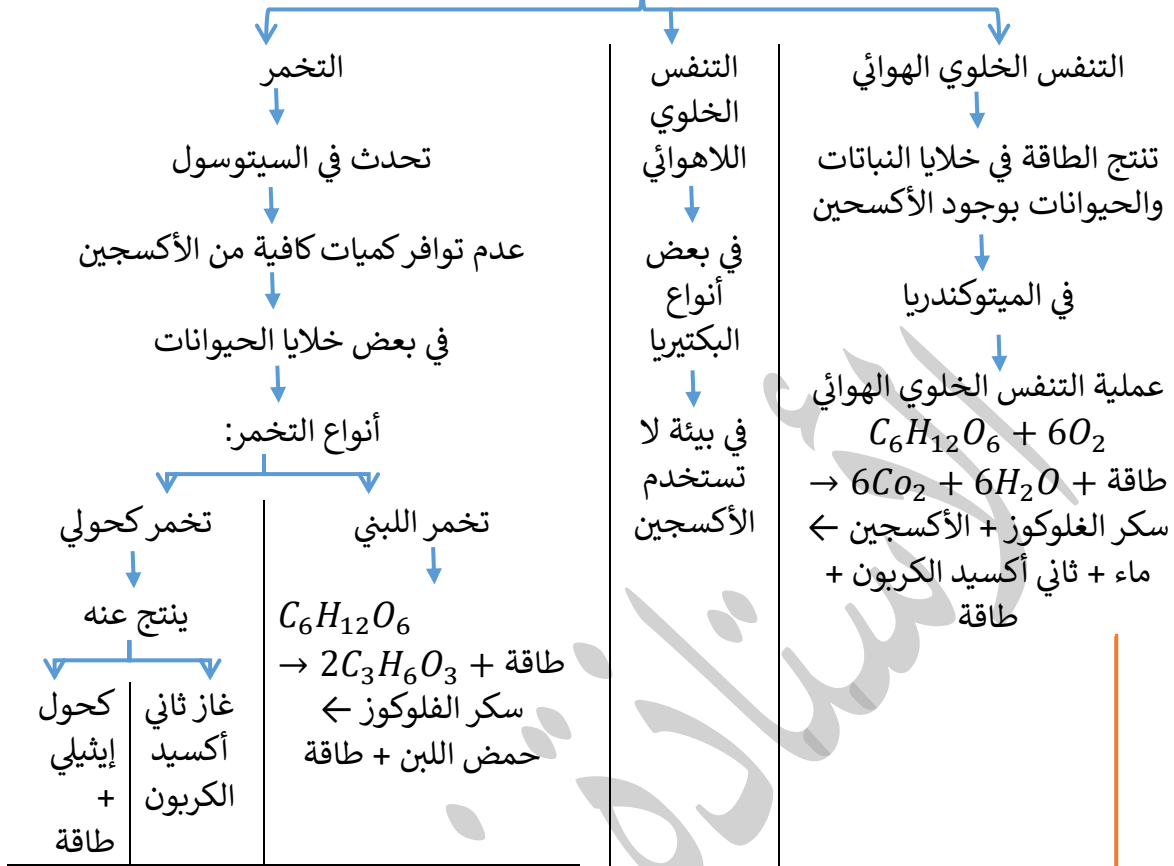 التنفس الخلوي الهوائي
تنتج الطاقة في خلايا النباتات
والحيوانات بوجود الأكسحين
في الميتوكندريا
عملية التنفس الخلوي الهوائي
C₆H₁₂O₆ + 6O₂
→ 6Co₂ + 6H₂O + طاقة
سكر الغلوكوز + الأكسجين ←
ماء + ثاني أكسيد الكربون +
طاقة
التنفس
الخلوي
اللاهوائي
في بعض
أنواع
البكتيريا
في بيئة لا
تستخدم
الأكسجين
التخمر
تحدث في السيتوسول
عدم توافر كميات كافية من الأكسجين
في بعض خلايا الحيوانات
أنواع التخمر:
تخمر اللبني
C₆H₁₂O₆
→ 2C₃H₆O₃ + طاقة
سكر الفلوكوز ←
حمض اللبن + طاقة
تخمر كحولي
ينتج عنه
غاز ثاني
أكسيد
الكربون
كحول
إيثيلي
+
طاقة
الأستاذة